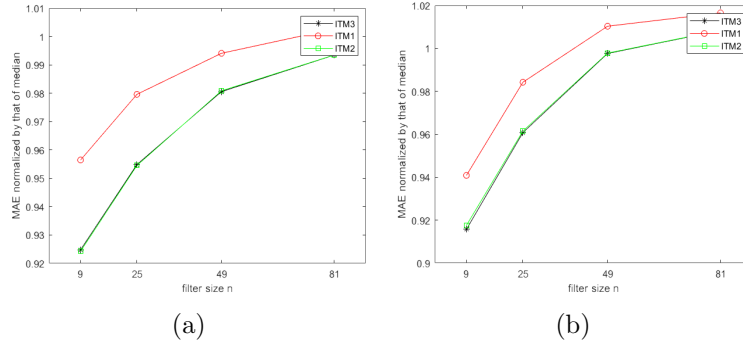 1.01
1
0.99
0.98
0.97
0.96
0.95
0.94
0.93
0.92
MAE normalized by that of median
9 25 49 81
filter size n
ITM3
ITM1
ITM2
(a)
1.02
1
0.98
0.96
0.94
0.92
0.9
MAE normalized by that of median
9 25 49 81
filter size n
ITM3
ITM1
ITM2
(b)